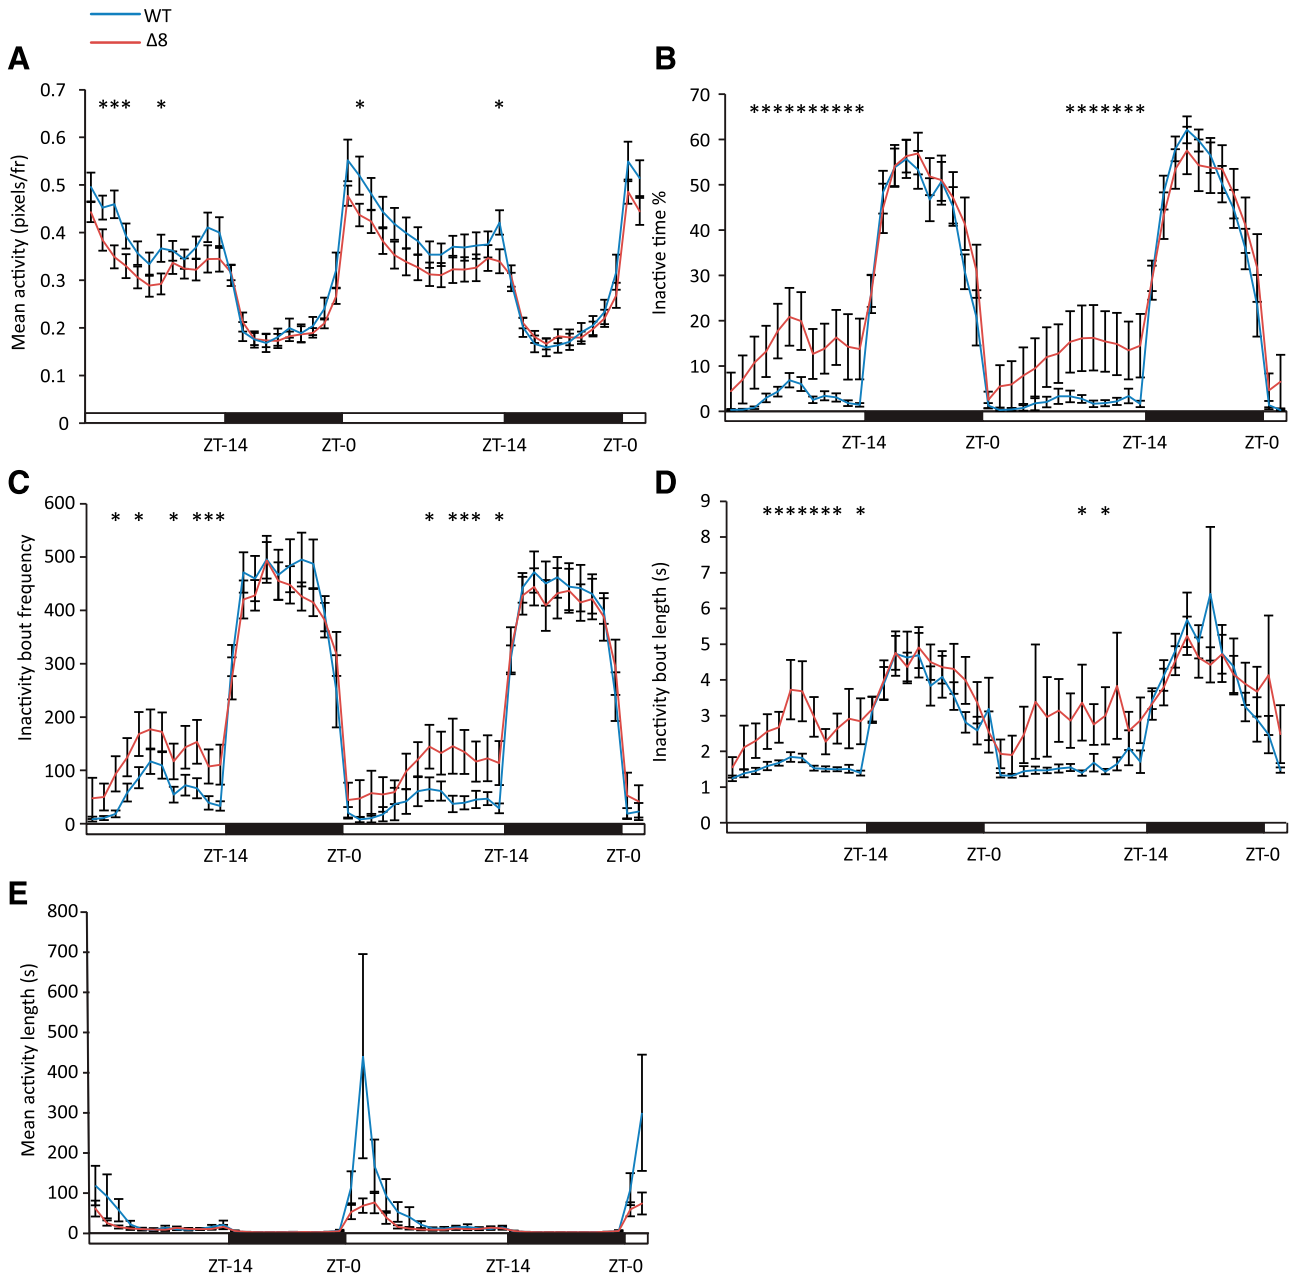 WT
Δ8
A
0.7
0.6
0.5
0.4
0.3
0.2
0.1
0
Mean activity (pixels/fr)
*** * * *
ZT-14 ZT-0 ZT-14 ZT-0
B
70
60
50
40
30
20
10
0
Inactive time %
********** *******
ZT-14 ZT-0 ZT-14 ZT-0
C
600
500
400
300
200
100
0
Inactivity bout frequency
* * * *** * *** *
ZT-14 ZT-0 ZT-14 ZT-0
D
9
8
7
6
5
4
3
2
1
0
Inactivity bout length (s)
******* * * *
ZT-14 ZT-0 ZT-14 ZT-0
E
800
700
600
500
400
300
200
100
0
Mean activity length (s)
ZT-14 ZT-0 ZT-14 ZT-0